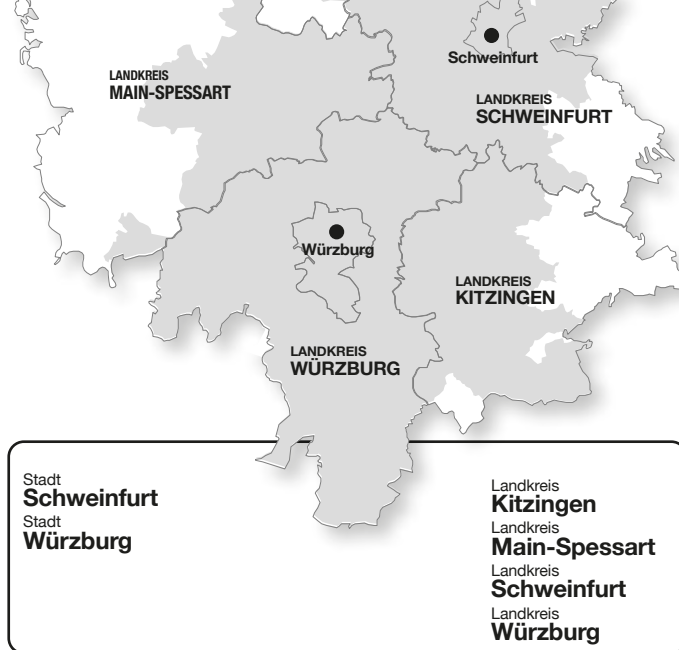 Schweinfurt
LANDKREIS
MAIN-SPESSART
LANDKREIS
SCHWEINFURT
Würzburg
LANDKREIS
KITZINGEN
LANDKREIS
WÜRZBURG
Stadt
Schweinfurt
Stadt
Würzburg
Landkreis
Kitzingen
Landkreis
Main-Spessart
Landkreis
Schweinfurt
Landkreis
Würzburg